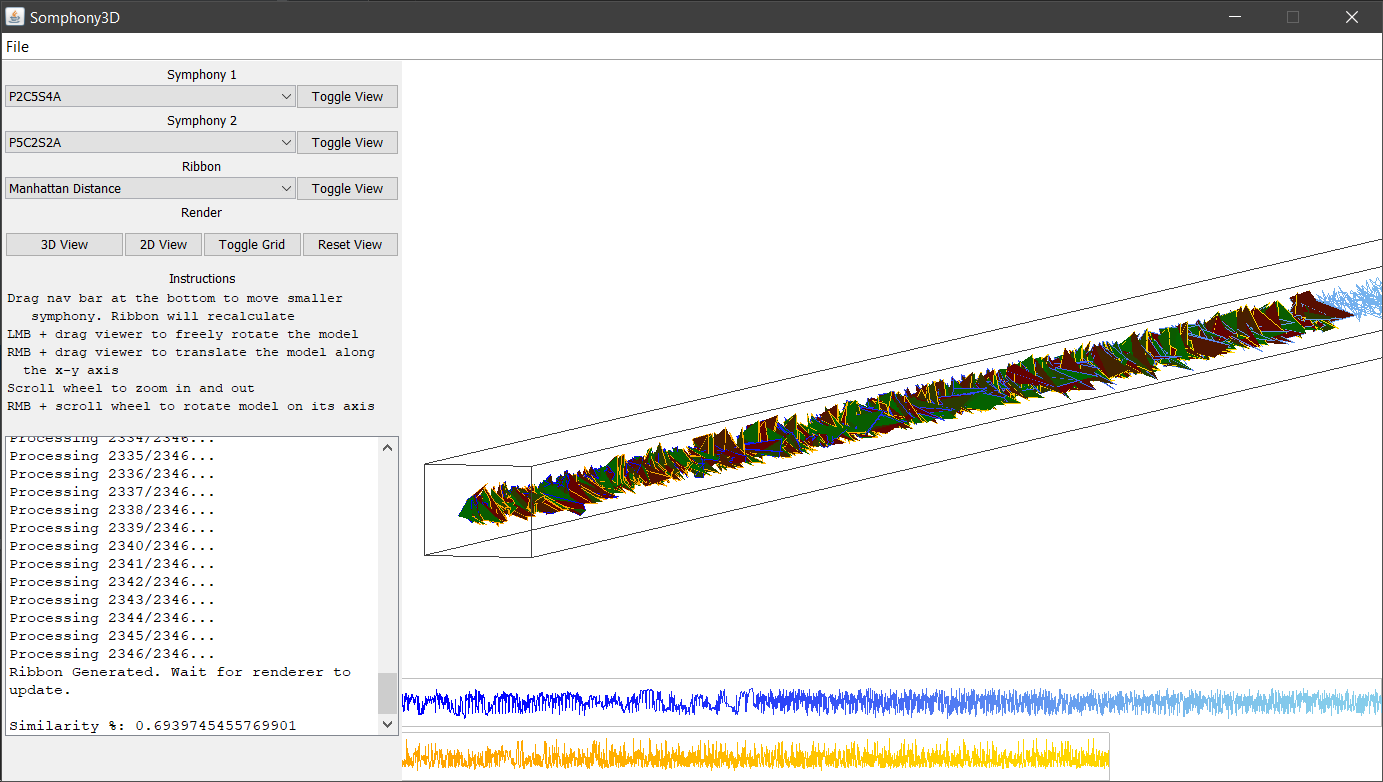 Somphony3D
File
Symphony 1
P2C5S4A
Toggle View
Symphony 2
P5C2S2A
Toggle View
Ribbon
Manhattan Distance
Toggle View
Render
3D View
2D View
Toggle Grid
Reset View
Instructions
Drag nav bar at the bottom to move smaller
symphony. Ribbon will recalculate
LMB + drag viewer to freely rotate the model
RMB + drag viewer to translate the model along
the x-y axis
Scroll wheel to zoom in and out
RMB + scroll wheel to rotate model on its axis
Processing 2334/2346...
Processing 2335/2346...
Processing 2336/2346...
Processing 2337/2346...
Processing 2338/2346...
Processing 2339/2346...
Processing 2340/2346...
Processing 2341/2346...
Processing 2342/2346...
Processing 2343/2346...
Processing 2344/2346...
Processing 2345/2346...
Processing 2346/2346...
Ribbon Generated. Wait for renderer to
update.
Similarity %: 0.6939745455769901